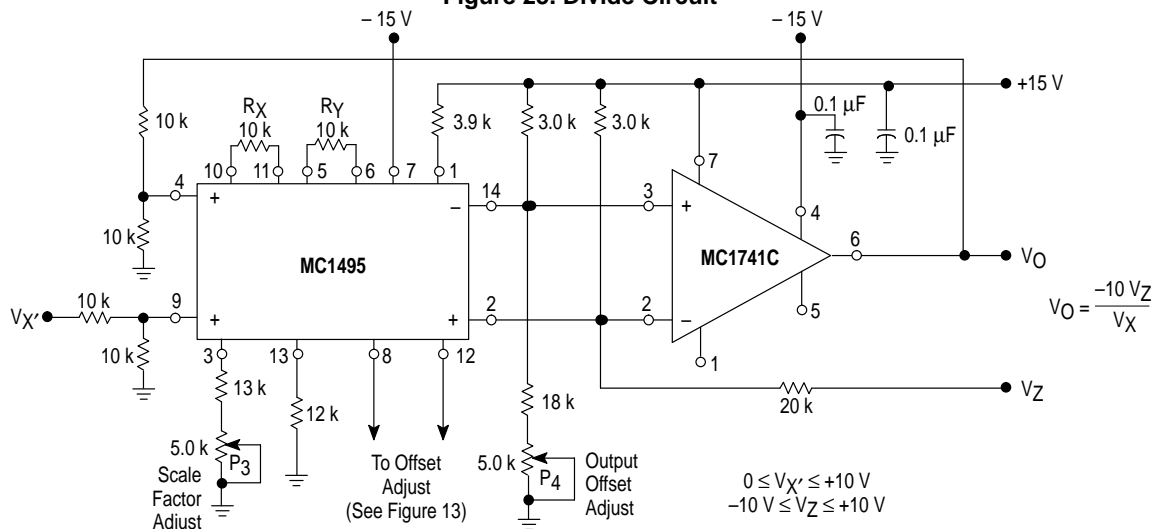 Figure 25. Divide Circuit
– 15 V
– 15 V
+15 V
10 k
RX
10 k
RY
10 k
3.9 k
3.0 k
3.0 k
0.1 µF
0.1 µF
10
11
5
6
7
1
7
4
+
–
14
3
+
4
10 k
MC1495
MC1741C
6
VO
VO = –10 VZ
VX
5
VX'
10 k
9
+
+
2
2
–
10 k
3
13
8
12
1
VZ
20 k
13 k
12 k
18 k
5.0 k
P3
Scale
Factor
Adjust
To Offset
Adjust
(See Figure 13)
5.0 k
P4
Output
Offset
Adjust
0 ≤ VX' ≤ +10 V
–10 V ≤ VZ ≤ +10 V